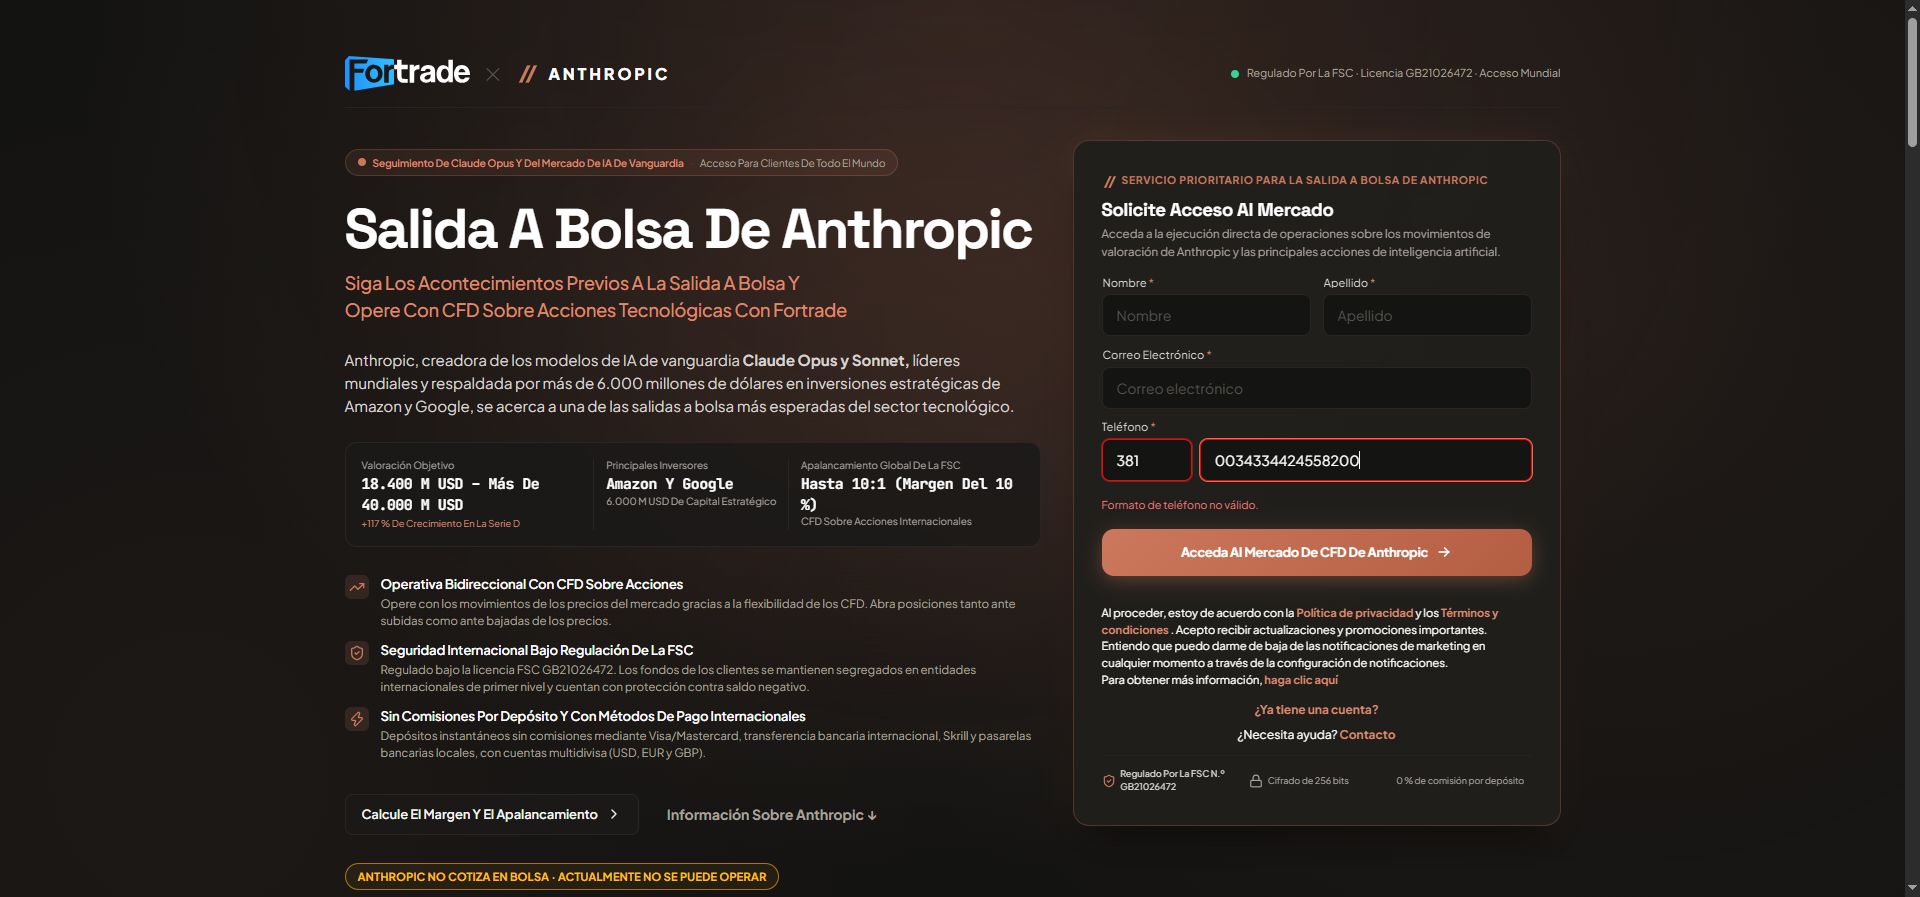 Fortrade × // ANTHROPIC
Regulado Por La FSC · Licencia GB21026472 · Acceso Mundial
Seguimiento De Claude Opus Y Del Mercado De IA De Vanguardia · Acceso Para Clientes De Todo El Mundo
Salida A Bolsa De Anthropic
Siga Los Acontecimientos Previos A La Salida A Bolsa Y
Opere Con CFD Sobre Acciones Tecnológicas Con Fortrade
Anthropic, creadora de los modelos de IA de vanguardia Claude Opus y Sonnet, líderes
mundiales y respaldada por más de 6.000 millones de dólares en inversiones estratégicas de
Amazon y Google, se acerca a una de las salidas a bolsa más esperadas del sector tecnológico.
Valoración Objetivo
18.400 M USD – Más De
40.000 M USD
+117 % De Crecimiento En La Serie D
Principales Inversores
Amazon Y Google
6.000 M USD De Capital Estratégico
Apalancamiento Global De La FSC
Hasta 10:1 (Margen Del 10
%)
CFD Sobre Acciones Internacionales
Operativa Bidireccional Con CFD Sobre Acciones
Opere con los movimientos de los precios del mercado gracias a la flexibilidad de los CFD. Abra posiciones tanto ante
subidas como ante bajadas de los precios.
Seguridad Internacional Bajo Regulación De La FSC
Regulado bajo la licencia FSC GB21026472. Los fondos de los clientes se mantienen segregados en entidades
internacionales de primer nivel y cuentan con protección contra saldo negativo.
Sin Comisiones Por Depósito Y Con Métodos De Pago Internacionales
Depósitos instantáneos sin comisiones mediante Visa/Mastercard, transferencia bancaria internacional, Skrill y pasarelas
bancarias locales, con cuentas multidivisa (USD, EUR y GBP).
Calcule El Margen Y El Apalancamiento
Información Sobre Anthropic ↓
ANTHROPIC NO COTIZA EN BOLSA · ACTUALMENTE NO SE PUEDE OPERAR
// SERVICIO PRIORITARIO PARA LA SALIDA A BOLSA DE ANTHROPIC
Solicite Acceso Al Mercado
Acceda a la ejecución directa de operaciones sobre los movimientos de
valoración de Anthropic y las principales acciones de inteligencia artificial.
Nombre *
Apellido *
Nombre
Apellido
Correo Electrónico *
Correo electrónico
Teléfono *
381
0034334424558200
Formato de teléfono no válido.
Acceda Al Mercado De CFD De Anthropic →
Al proceder, estoy de acuerdo con la Política de privacidad y los Términos y
condiciones . Acepto recibir actualizaciones y promociones importantes.
Entiendo que puedo darme de baja de las notificaciones de marketing en
cualquier momento a través de la configuración de notificaciones.
Para obtener más información, haga clic aquí
¿Ya tiene una cuenta?
¿Necesita ayuda? Contacto
Regulado Por La FSC N.º
GB21026472
Cifrado de 256 bits
0 % de comisión por depósito